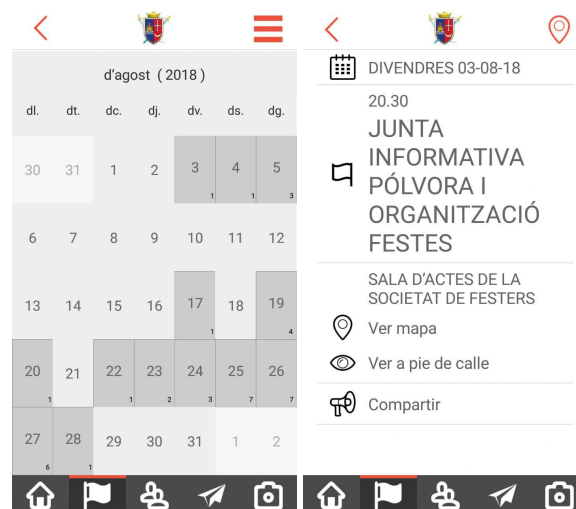 d'agost ( 2018 )
dl. dt. dc. dj. dv. ds. dg.
30 31 1 2 3 4 5
1 1 3
6 7 8 9 10 11 12
13 14 15 16 17 18 19
1 4
20 21 22 23 24 25 26
1 1 2 3 7 7
27 28 29 30 31 1 2
6 1
DIVENDRES 03-08-18
20.30
JUNTA
INFORMATIVA
PÓLVORA I
ORGANITZACIÓ
FESTES
SALA D'ACTES DE LA
SOCIETAT DE FESTERS
Ver mapa
Ver a pie de calle
Compartir